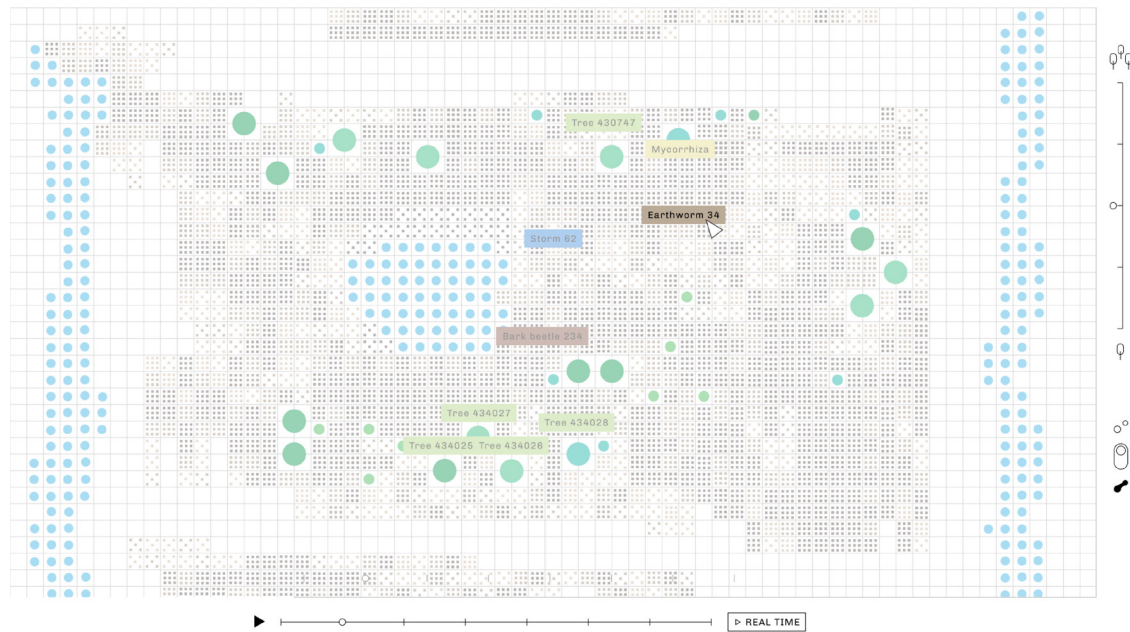 Tree 430747
Mycorrhiza
Earthworm 34
Storm 62
Bark beetle 234
Tree 434027
Tree 434028
Tree 434025
Tree 434026
REAL TIME